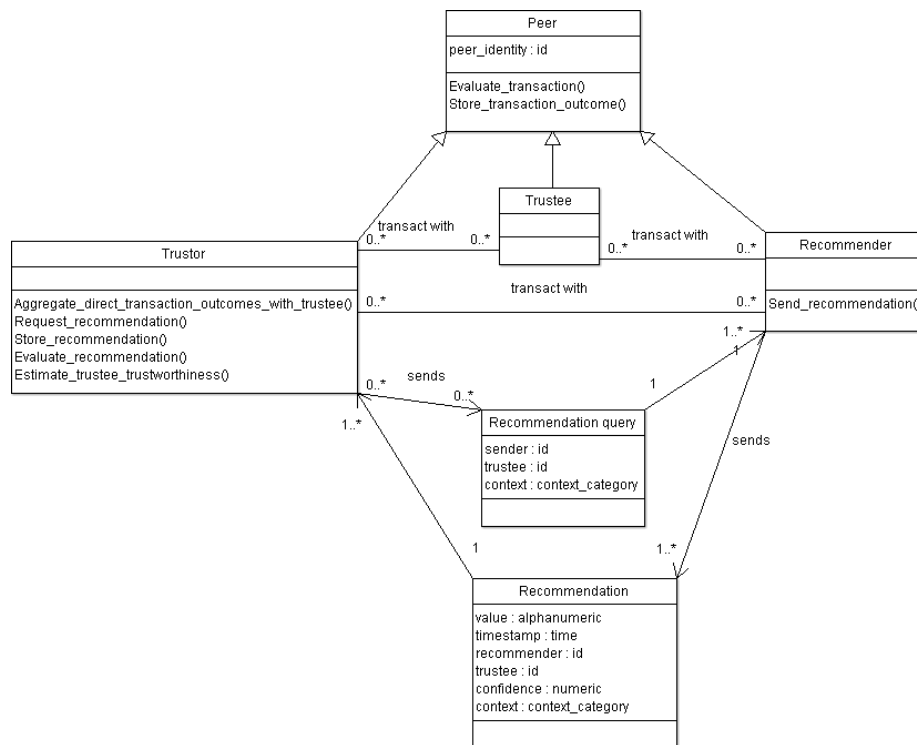 Peer
peer_identity : id
Evaluate_transaction()
Store_transaction_outcome()
Trustee
transact with
0..*
0..*
0..*
transact with
0..*
Trustor
Aggregate_direct_transaction_outcomes_with_trustee()
Request_recommendation()
Store_recommendation()
Evaluate_recommendation()
Estimate_trustee_trustworthiness()
Recommender
Send_recommendation()
transact with
0..*
0..*
1..*
1
1
0..*
sends
0..*
1..*
Recommendation query
sender : id
trustee : id
context : context_category
sends
1
1..*
Recommendation
value : alphanumeric
timestamp : time
recommender : id
trustee : id
confidence : numeric
context : context_category